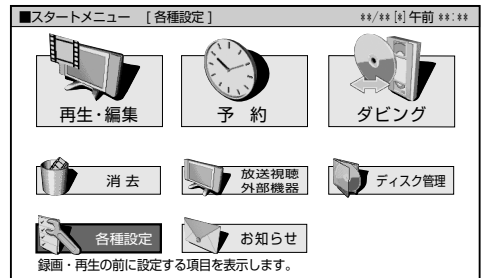 ■スタートメニュー [各種設定] **/**[*]午前 **:**
再生・編集 予 約 ダビング
消 去 放送視聴 ディスク管理
外部機器
各種設定 お知らせ
録画・再生の前に設定する項目を表示します。